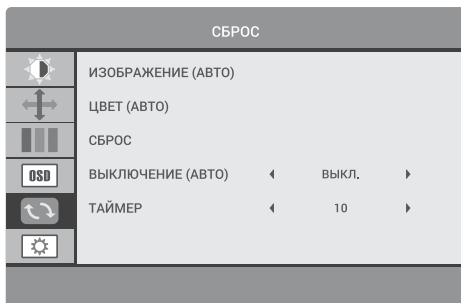 СБРОС
ИЗОБРАЖЕНИЕ (АВТО)
ЦВЕТ (АВТО)
СБРОС
OSD
ВЫКЛЮЧЕНИЕ (АВТО) ВЫКЛ.
ТАЙМЕР 10